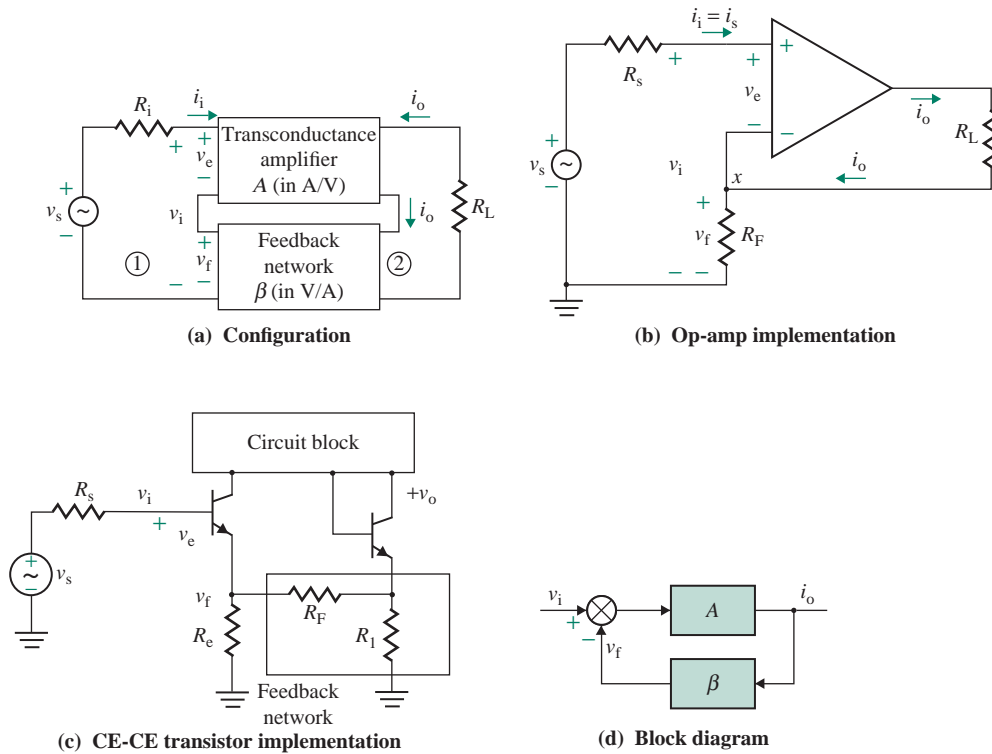 i_i
i_o
R_i
+
+
Transconductance
amplifier
A (in A/V)
v_e
−
+
v_s
∼
−
v_i
i_o
R_L
1
+
v_f
−
−
Feedback
network
β (in V/A)
2
(a) Configuration
i_i = i_s
R_s
+
+
+
v_e
−
−
i_o
R_L
+
v_s
∼
−
v_i
x
i_o
+
v_f
R_F
−
−
(b) Op-amp implementation
Circuit block
R_s
v_i
+
v_e
+v_o
+
∼
−
v_s
v_f
R_F
R_e
R_1
Feedback
network
(c) CE-CE transistor implementation
v_i
+
−
v_f
A
i_o
β
(d) Block diagram